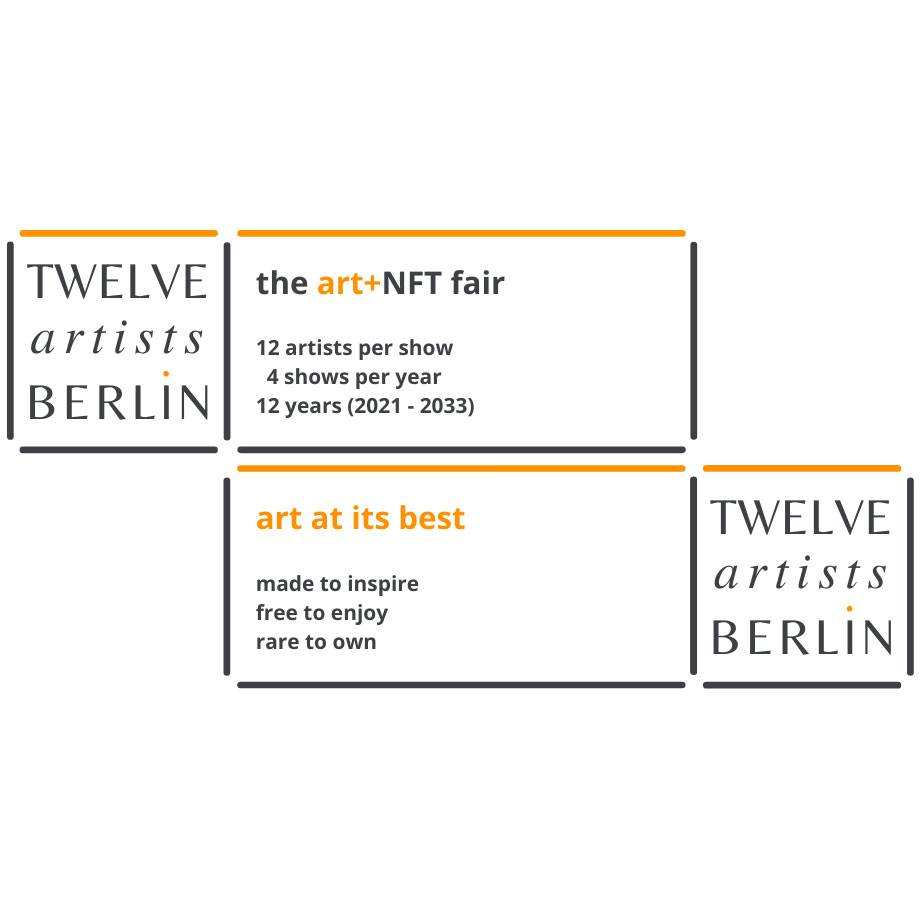 TWELVE
artists
BERLiN
the art+NFT fair
12 artists per show
4 shows per year
12 years (2021 - 2033)
art at its best
made to inspire
free to enjoy
rare to own
TWELVE
artists
BERLiN